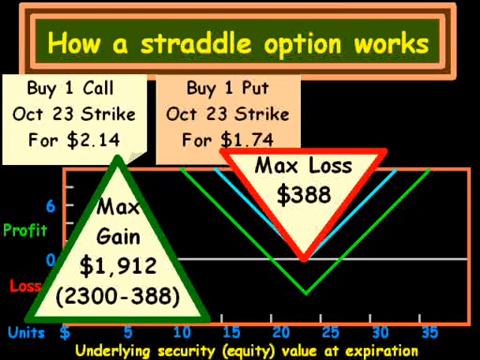 How a straddle option works
Buy 1 Call
Oct 23 Strike
For $2.14
Buy 1 Put
Oct 23 Strike
For $1.74
Max Loss
$388
Max
Gain
$1,912
(2300-388)
6
Profit
0
Loss
Units $ 5 10 15 20 25 30 35
Underlying security (equity) value at expiration